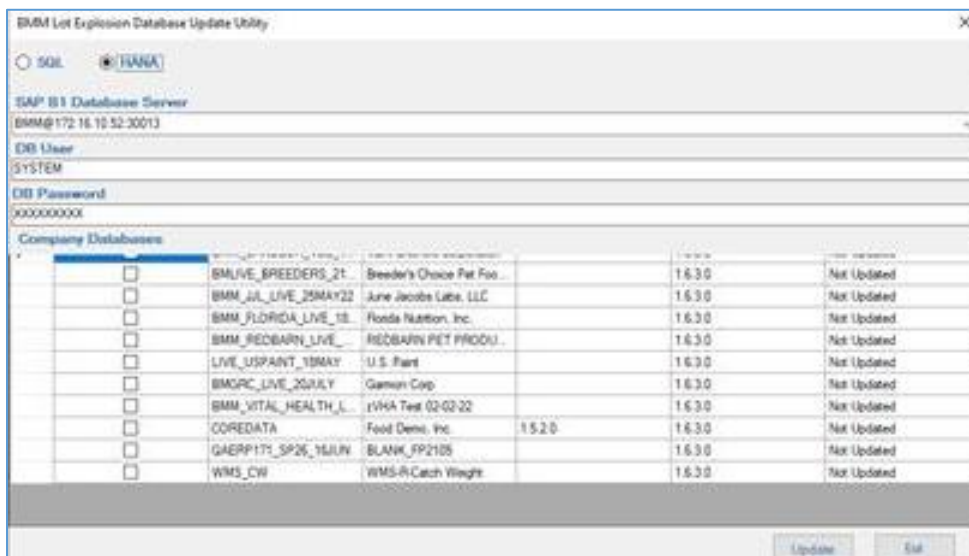 BMM Lot Explosion Database Update Utility
SQL HANA
SAP B1 Database Server
BMM@172.16.10.52:30013
DB User
SYSTEM
DB Password
XXXXXXXXXX
Company Databases
BMLIVE_BREEDERS_21... Breeder's Choice Pet Foo... 1.6.3.0 Not Updated
BMM_JJL_LIVE_25MAY22 June Jacobs Labs, LLC 1.6.3.0 Not Updated
BMM_FLORIDA_LIVE_18... Florida Nutrition, Inc. 1.6.3.0 Not Updated
BMM_REDBARN_LIVE_... REDBARN PET PRODU... 1.6.3.0 Not Updated
LIVE_USPAINT_18MAY U.S. Paint 1.6.3.0 Not Updated
BMGRC_LIVE_20JULY Garmon Corp 1.6.3.0 Not Updated
BMM_VITAL_HEALTH_L... zVHA Test 02-02-22 1.6.3.0 Not Updated
COREDATA Food Demo, Inc. 1.5.2.0 1.6.3.0 Not Updated
QAERP171_SP26_16JUN BLANK_FP2105 1.6.3.0 Not Updated
WMS_CW WMS-R-Catch Weight 1.6.3.0 Not Updated
Update Exit